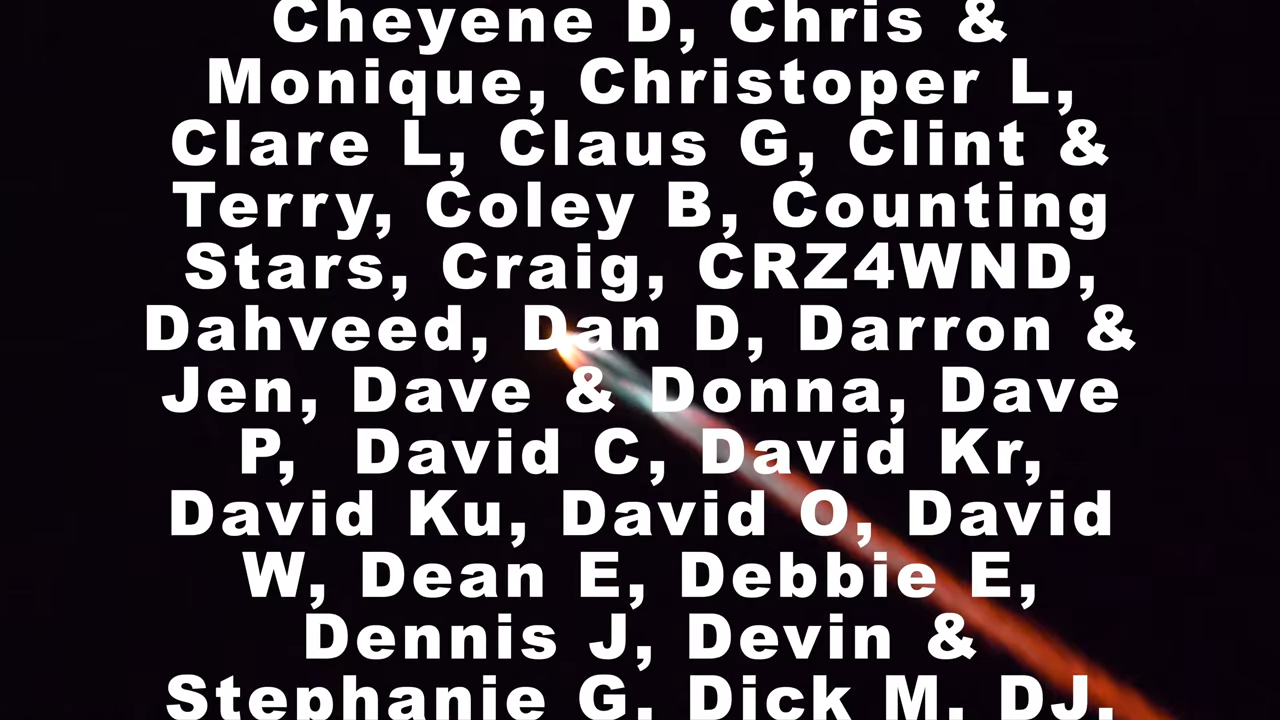 Cheyene D, Chris &
Monique, Christoper L,
Clare L, Claus G, Clint &
Terry, Coley B, Counting
Stars, Craig, CRZ4WND,
Dahveed, Dan D, Darron &
Jen, Dave & Donna, Dave
P, David C, David Kr,
David Ku, David O, David
W, Dean E, Debbie E,
Dennis J, Devin &
Stephanie G, Dick M, DJ,